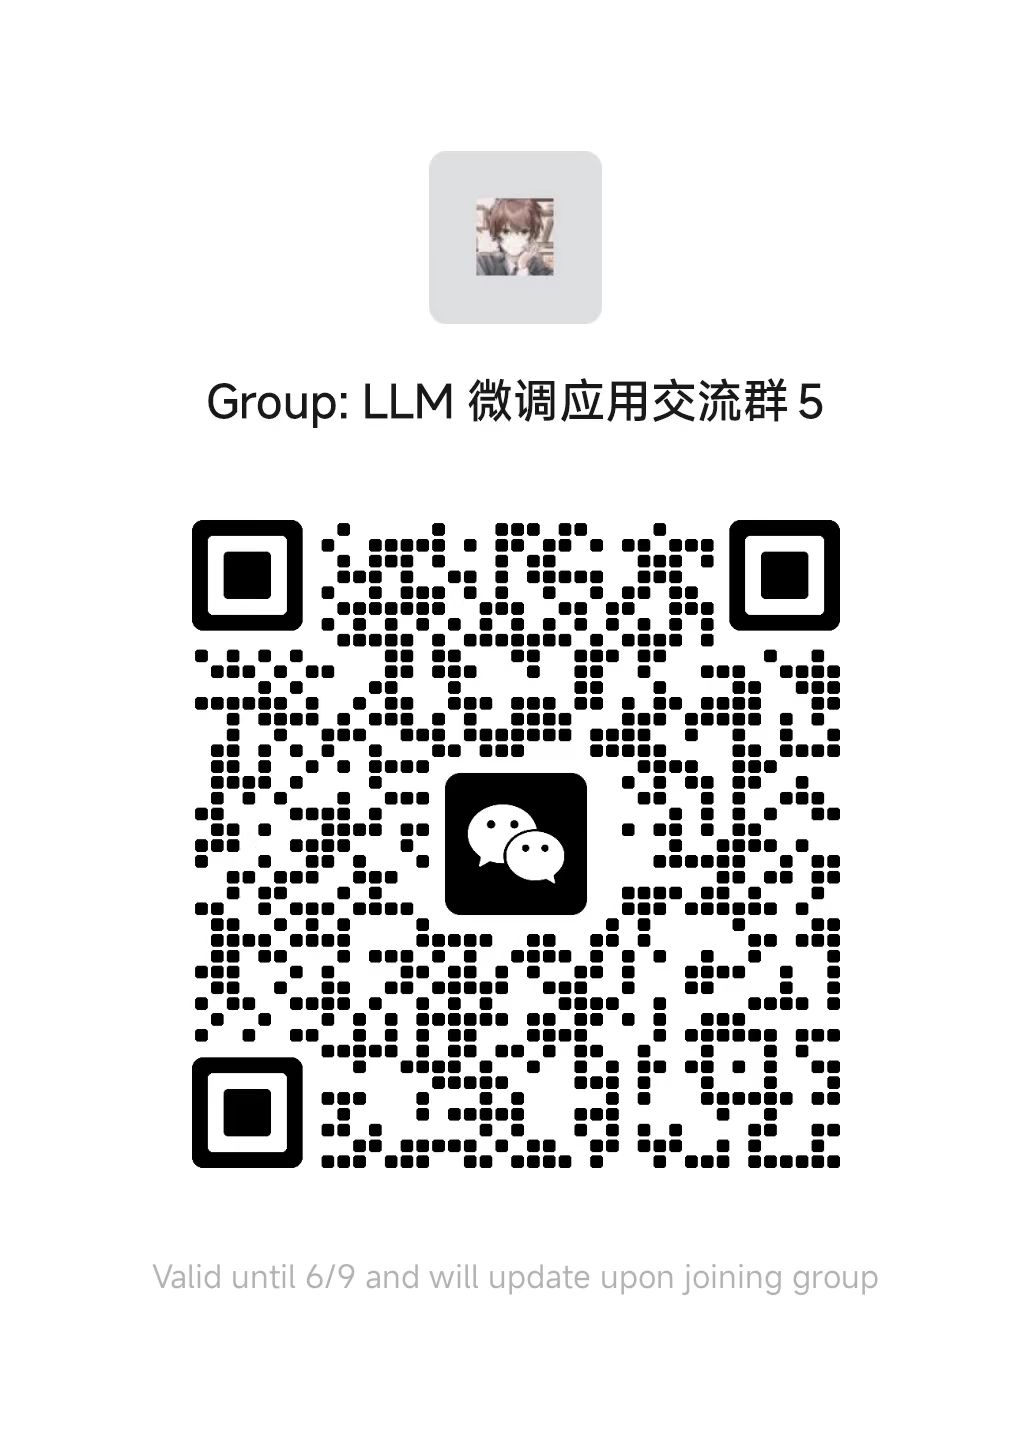 Group: LLM 微调应用交流群 5
Valid until 6/9 and will update upon joining group